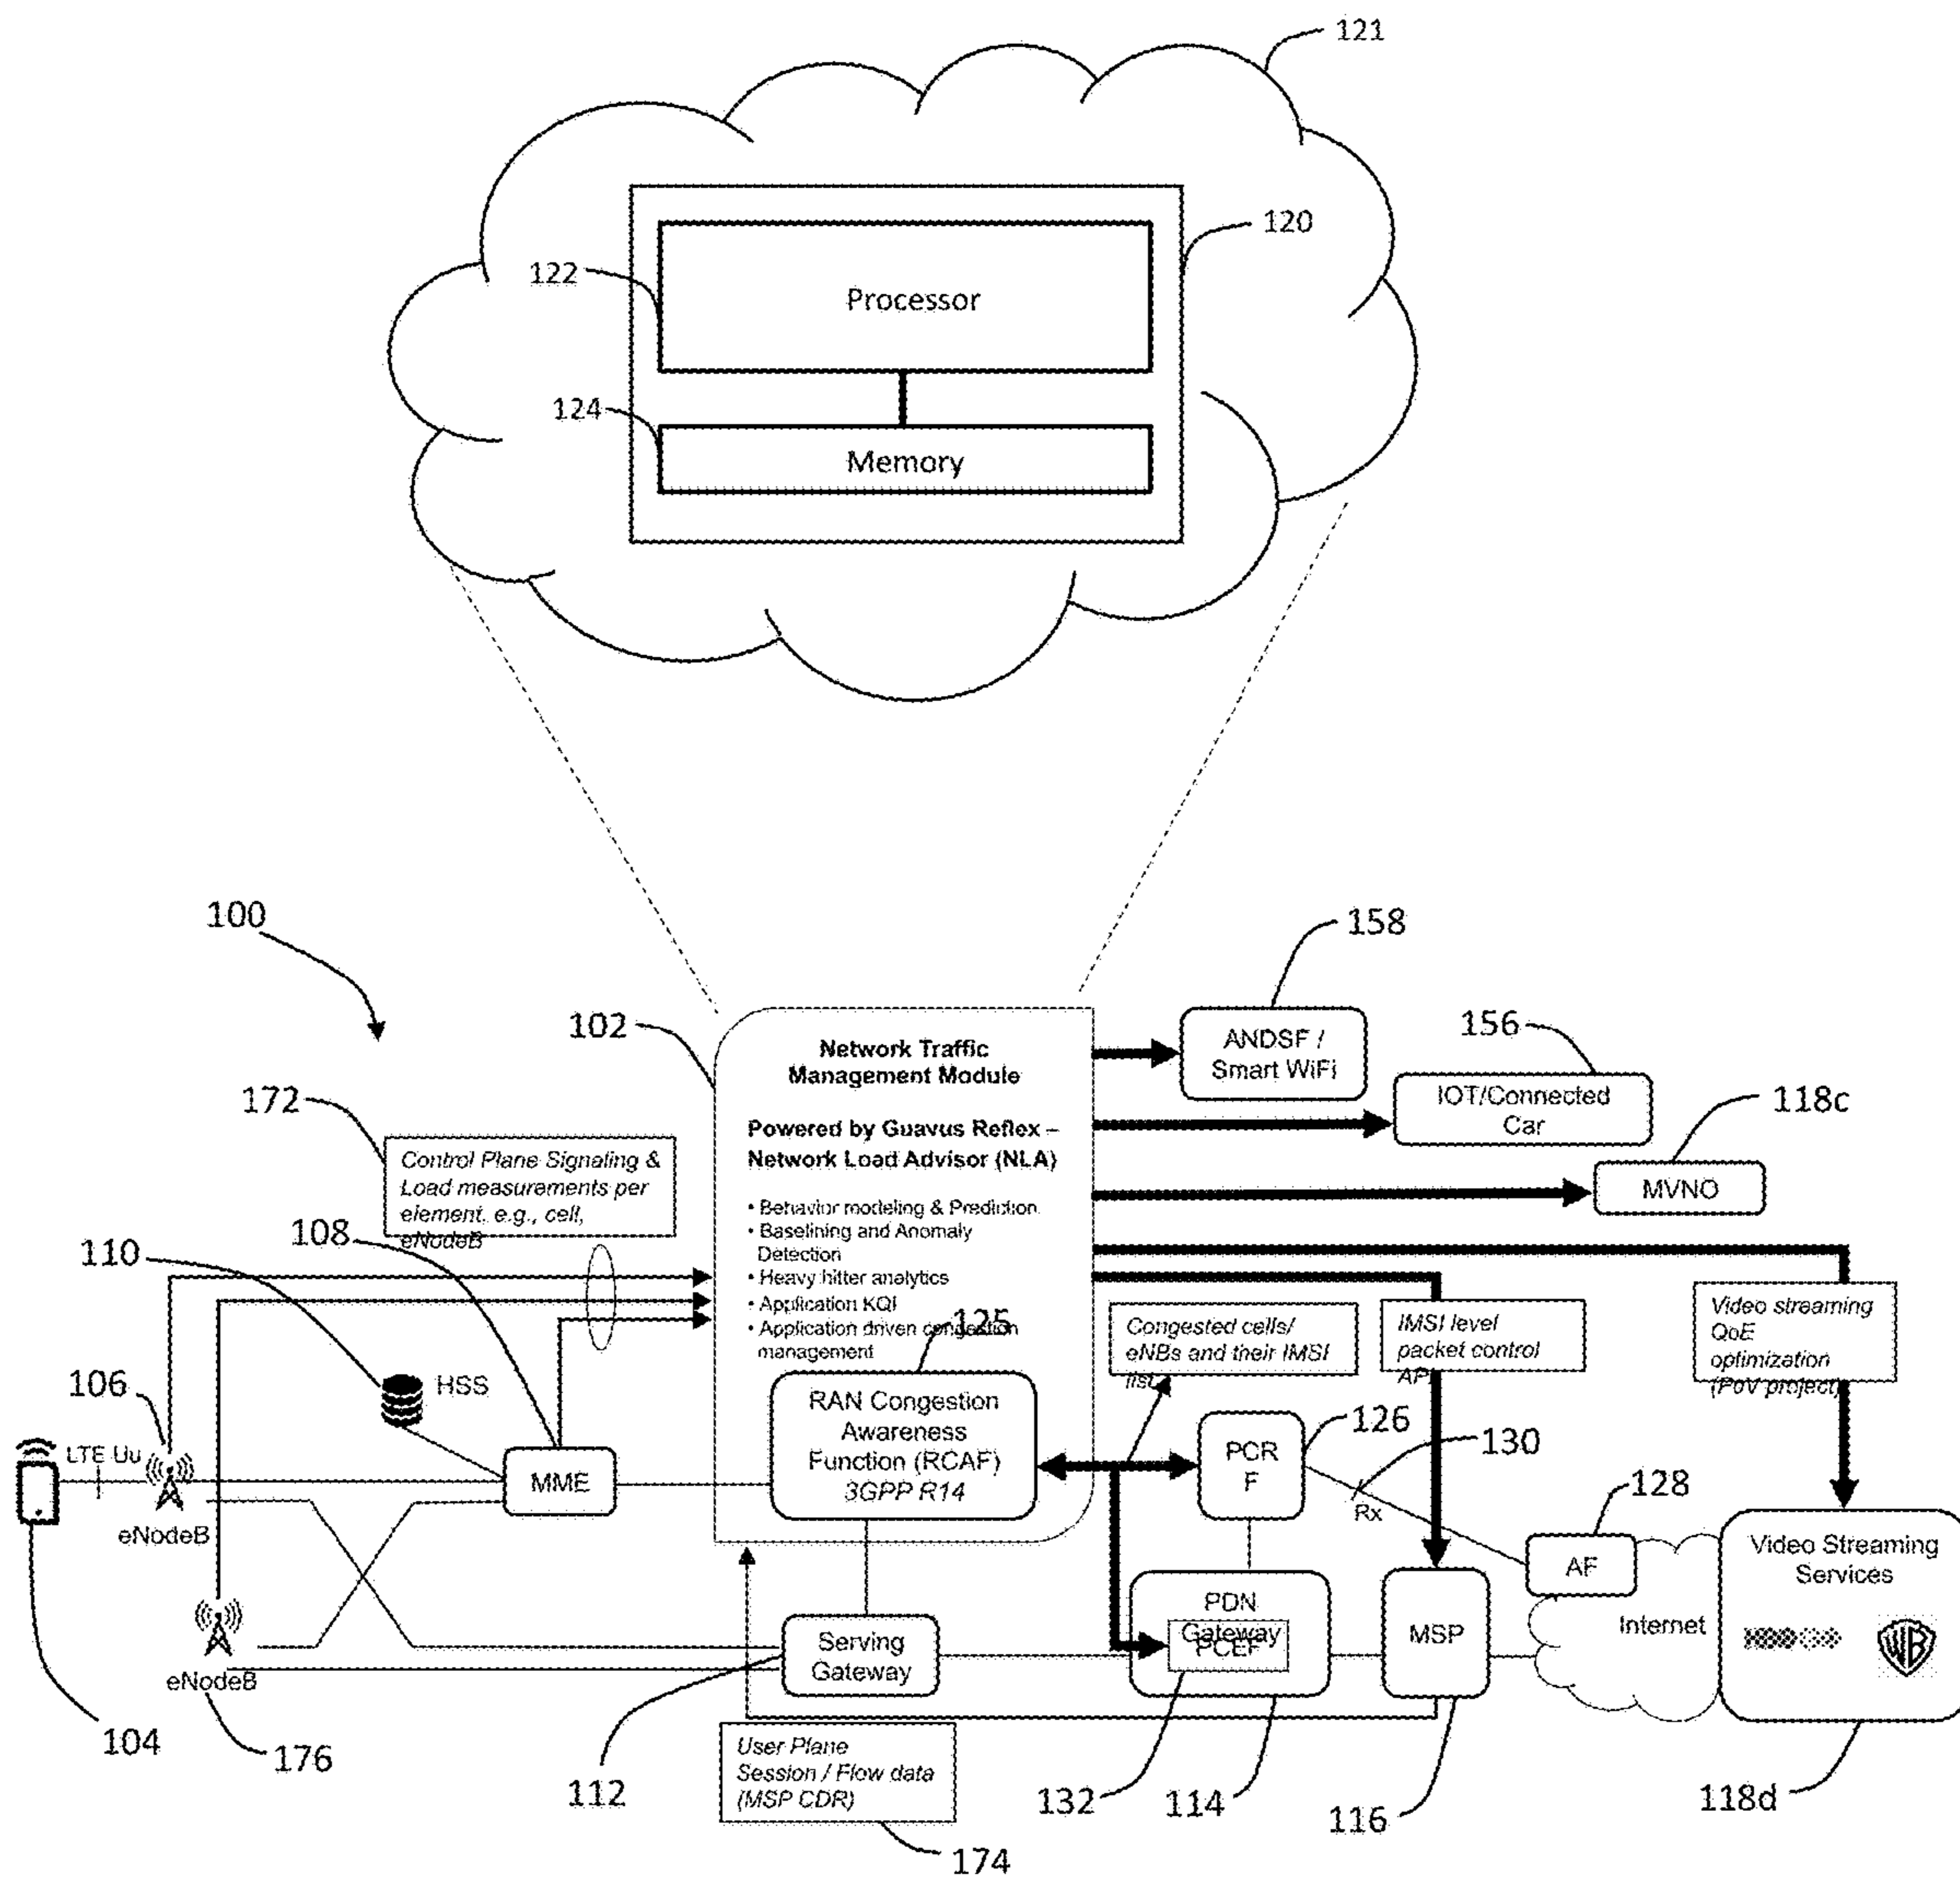 121
120
122
Processor
124
Memory
100
158
102
156
Network Traffic
Management Module
ANDSF /
Smart WiFi
172
IOT/Connected
Car
118c
Powered by Guavus Reflex –
Network Load Advisor (NLA)
Control Plane Signaling &
Load measurements per
element, e.g., cell,
eNodeB
MVNO
• Behavior modeling & Prediction
• Baselining and Anomaly
Detection
• Heavy hitter analytics
• Application KQI
• Application driven congestion
management
108
110
125
Congested cells/
eNBs and their IMSI
list
IMSI level
packet control
API
Video streaming
QoE
optimization
(PoV project)
106
HSS
RAN Congestion
Awareness
Function (RCAF)
3GPP R14
126
130
LTE Uu
MME
PCR
F
128
Rx
eNodeB
AF
Video Streaming
Services
Internet
PDN
Gateway
PCEF
MSP
Serving
Gateway
WB
eNodeB
104
176
112
User Plane
Session / Flow data
(MSP CDR)
132
114
116
118d
174